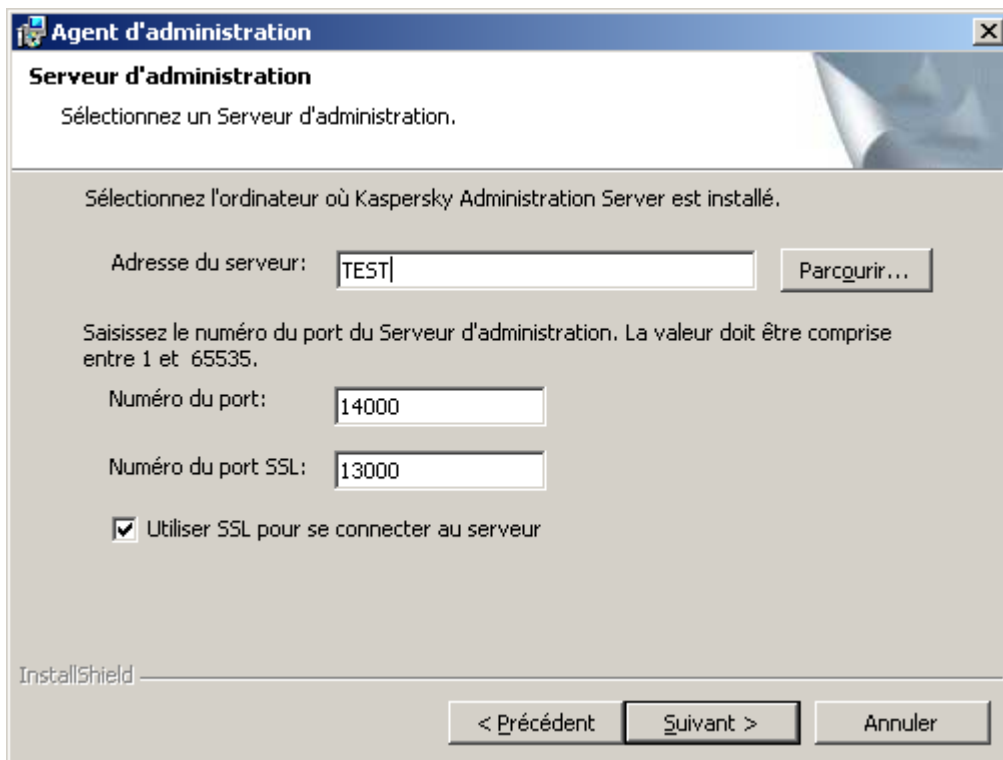 Agent d'administration
Serveur d'administration
Sélectionnez un Serveur d'administration.
Sélectionnez l'ordinateur où Kaspersky Administration Server est installé.
Adresse du serveur: TEST Parcourir...
Saisissez le numéro du port du Serveur d'administration. La valeur doit être comprise
entre 1 et 65535.
Numéro du port: 14000
Numéro du port SSL: 13000
Utiliser SSL pour se connecter au serveur
InstallShield
< Précédent Suivant > Annuler